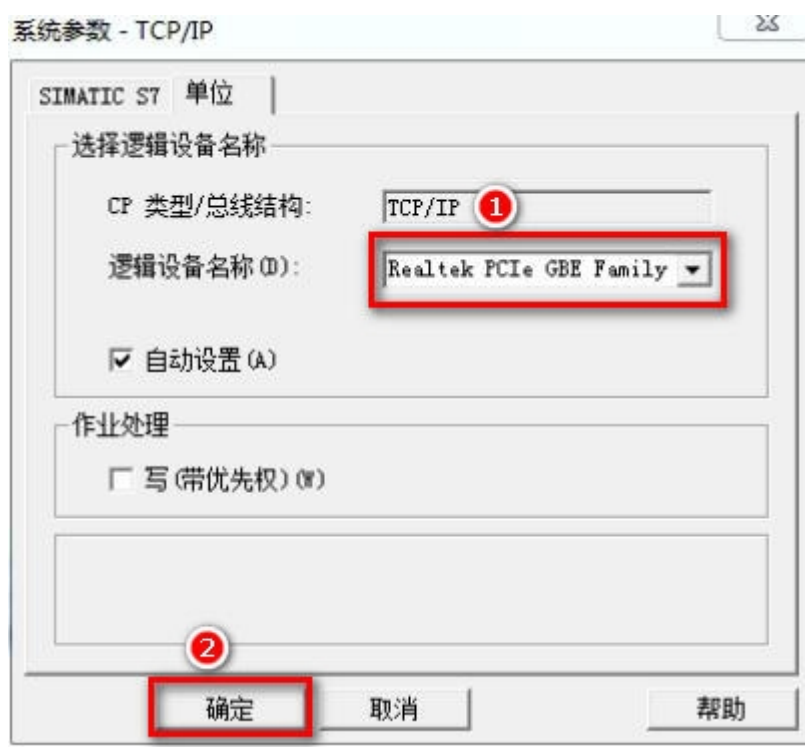 系统参数 - TCP/IP
SIMATIC S7 单位
选择逻辑设备名称
CP 类型/总线结构: TCP/IP 1
逻辑设备名称(D): Realtek PCIe GBE Family
自动设置(A)
作业处理
写(带优先权)(W)
2
确定 取消 帮助